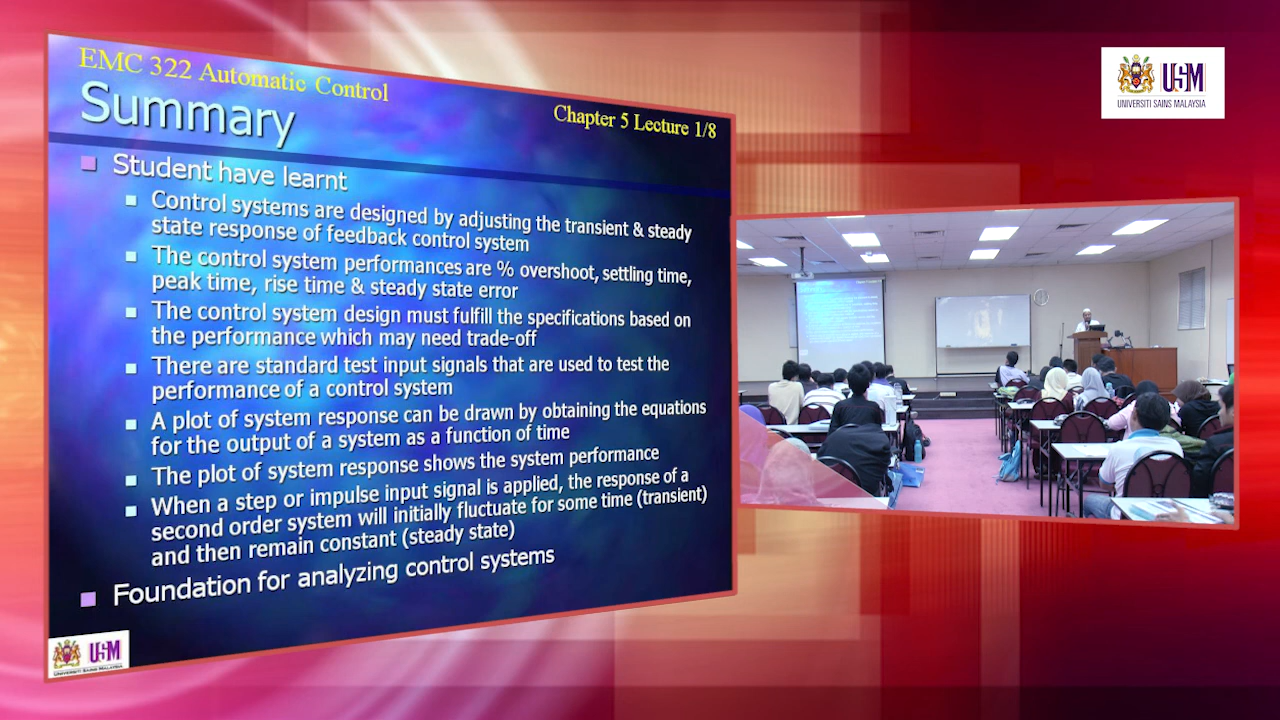 EMC 322 Automatic Control
Chapter 5 Lecture 1/8
Summary
Student have learnt
Control systems are designed by adjusting the transient & steady
state response of feedback control system
The control system performances are % overshoot, settling time,
peak time, rise time & steady state error
The control system design must fulfill the specifications based on
the performance which may need trade-off
There are standard test input signals that are used to test the
performance of a control system
A plot of system response can be drawn by obtaining the equations
for the output of a system as a function of time
The plot of system response shows the system performance
When a step or impulse input signal is applied, the response of a
second order system will initially fluctuate for some time (transient)
and then remain constant (steady state)
Foundation for analyzing control systems
USM
UNIVERSITI SAINS MALAYSIA
USM
UNIVERSITI SAINS MALAYSIA